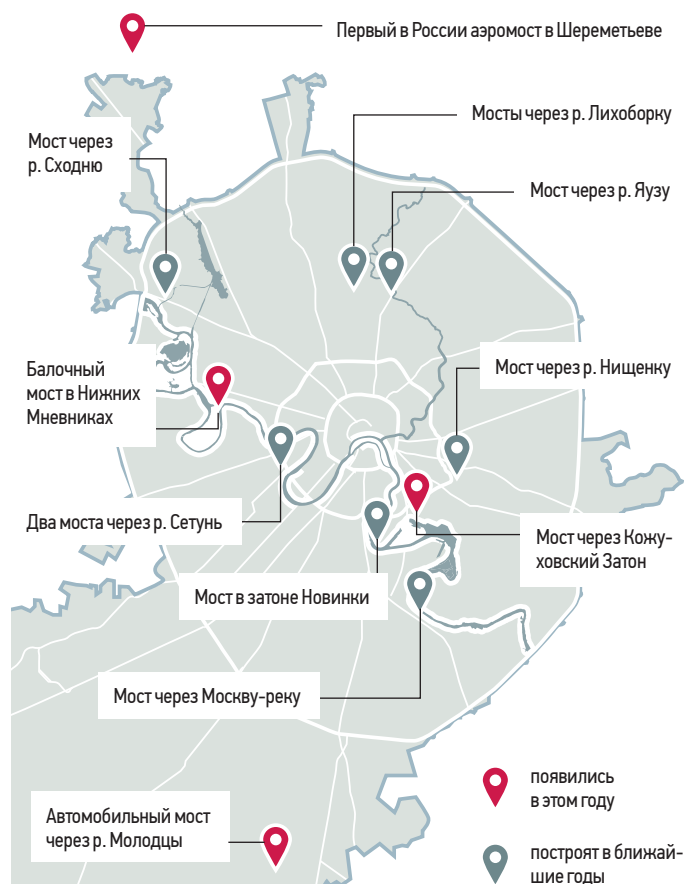 Первый в России аэромост в Шереметьеве
Мосты через р. Лихоборку
Мост через
р. Сходню
Мост через р. Яузу
Балочный
мост в Нижних
Мневниках
Мост через р. Нищенку
Два моста через р. Сетунь
Мост через Кожу-
ховский Затон
Мост в затоне Новинки
Мост через Москву-реку
Автомобильный мост
через р. Молодцы
появились
в этом году
построят в ближай-
шие годы